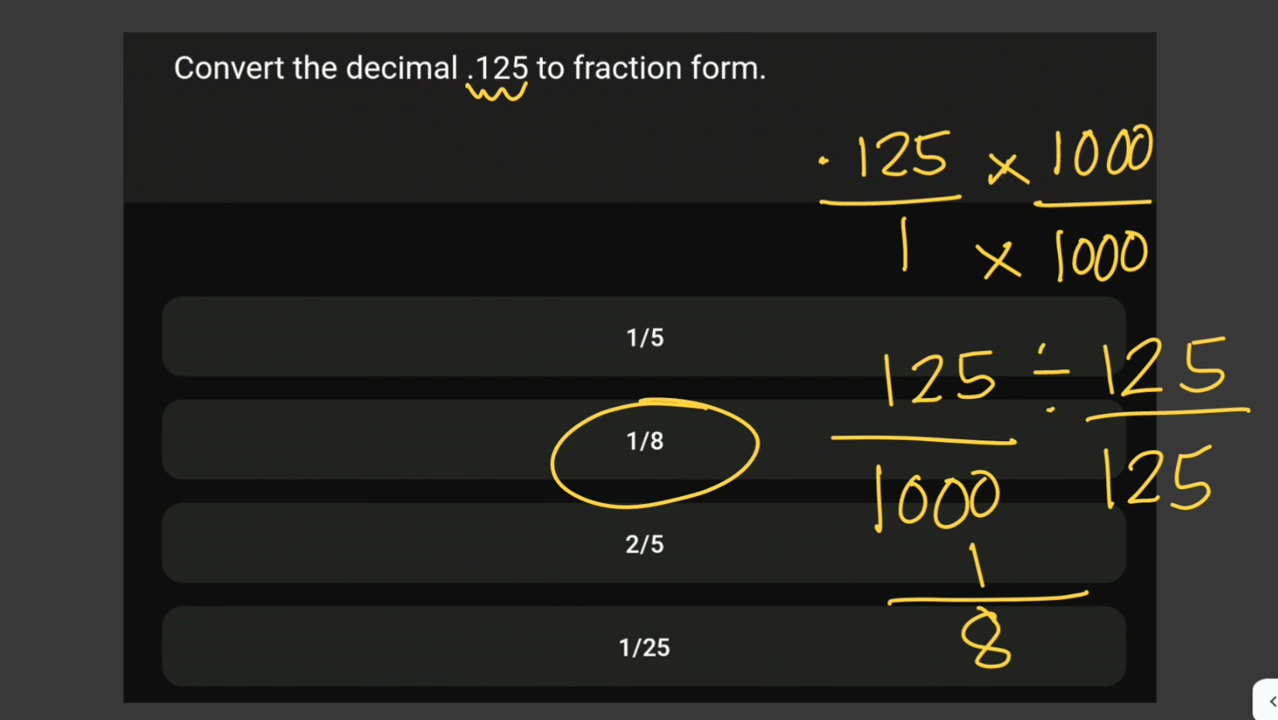 Convert the decimal .125 to fraction form.
.125 × 1000
1 × 1000
1/5
125 ÷ 125
1/8
1000 125
2/5
1
8
1/25